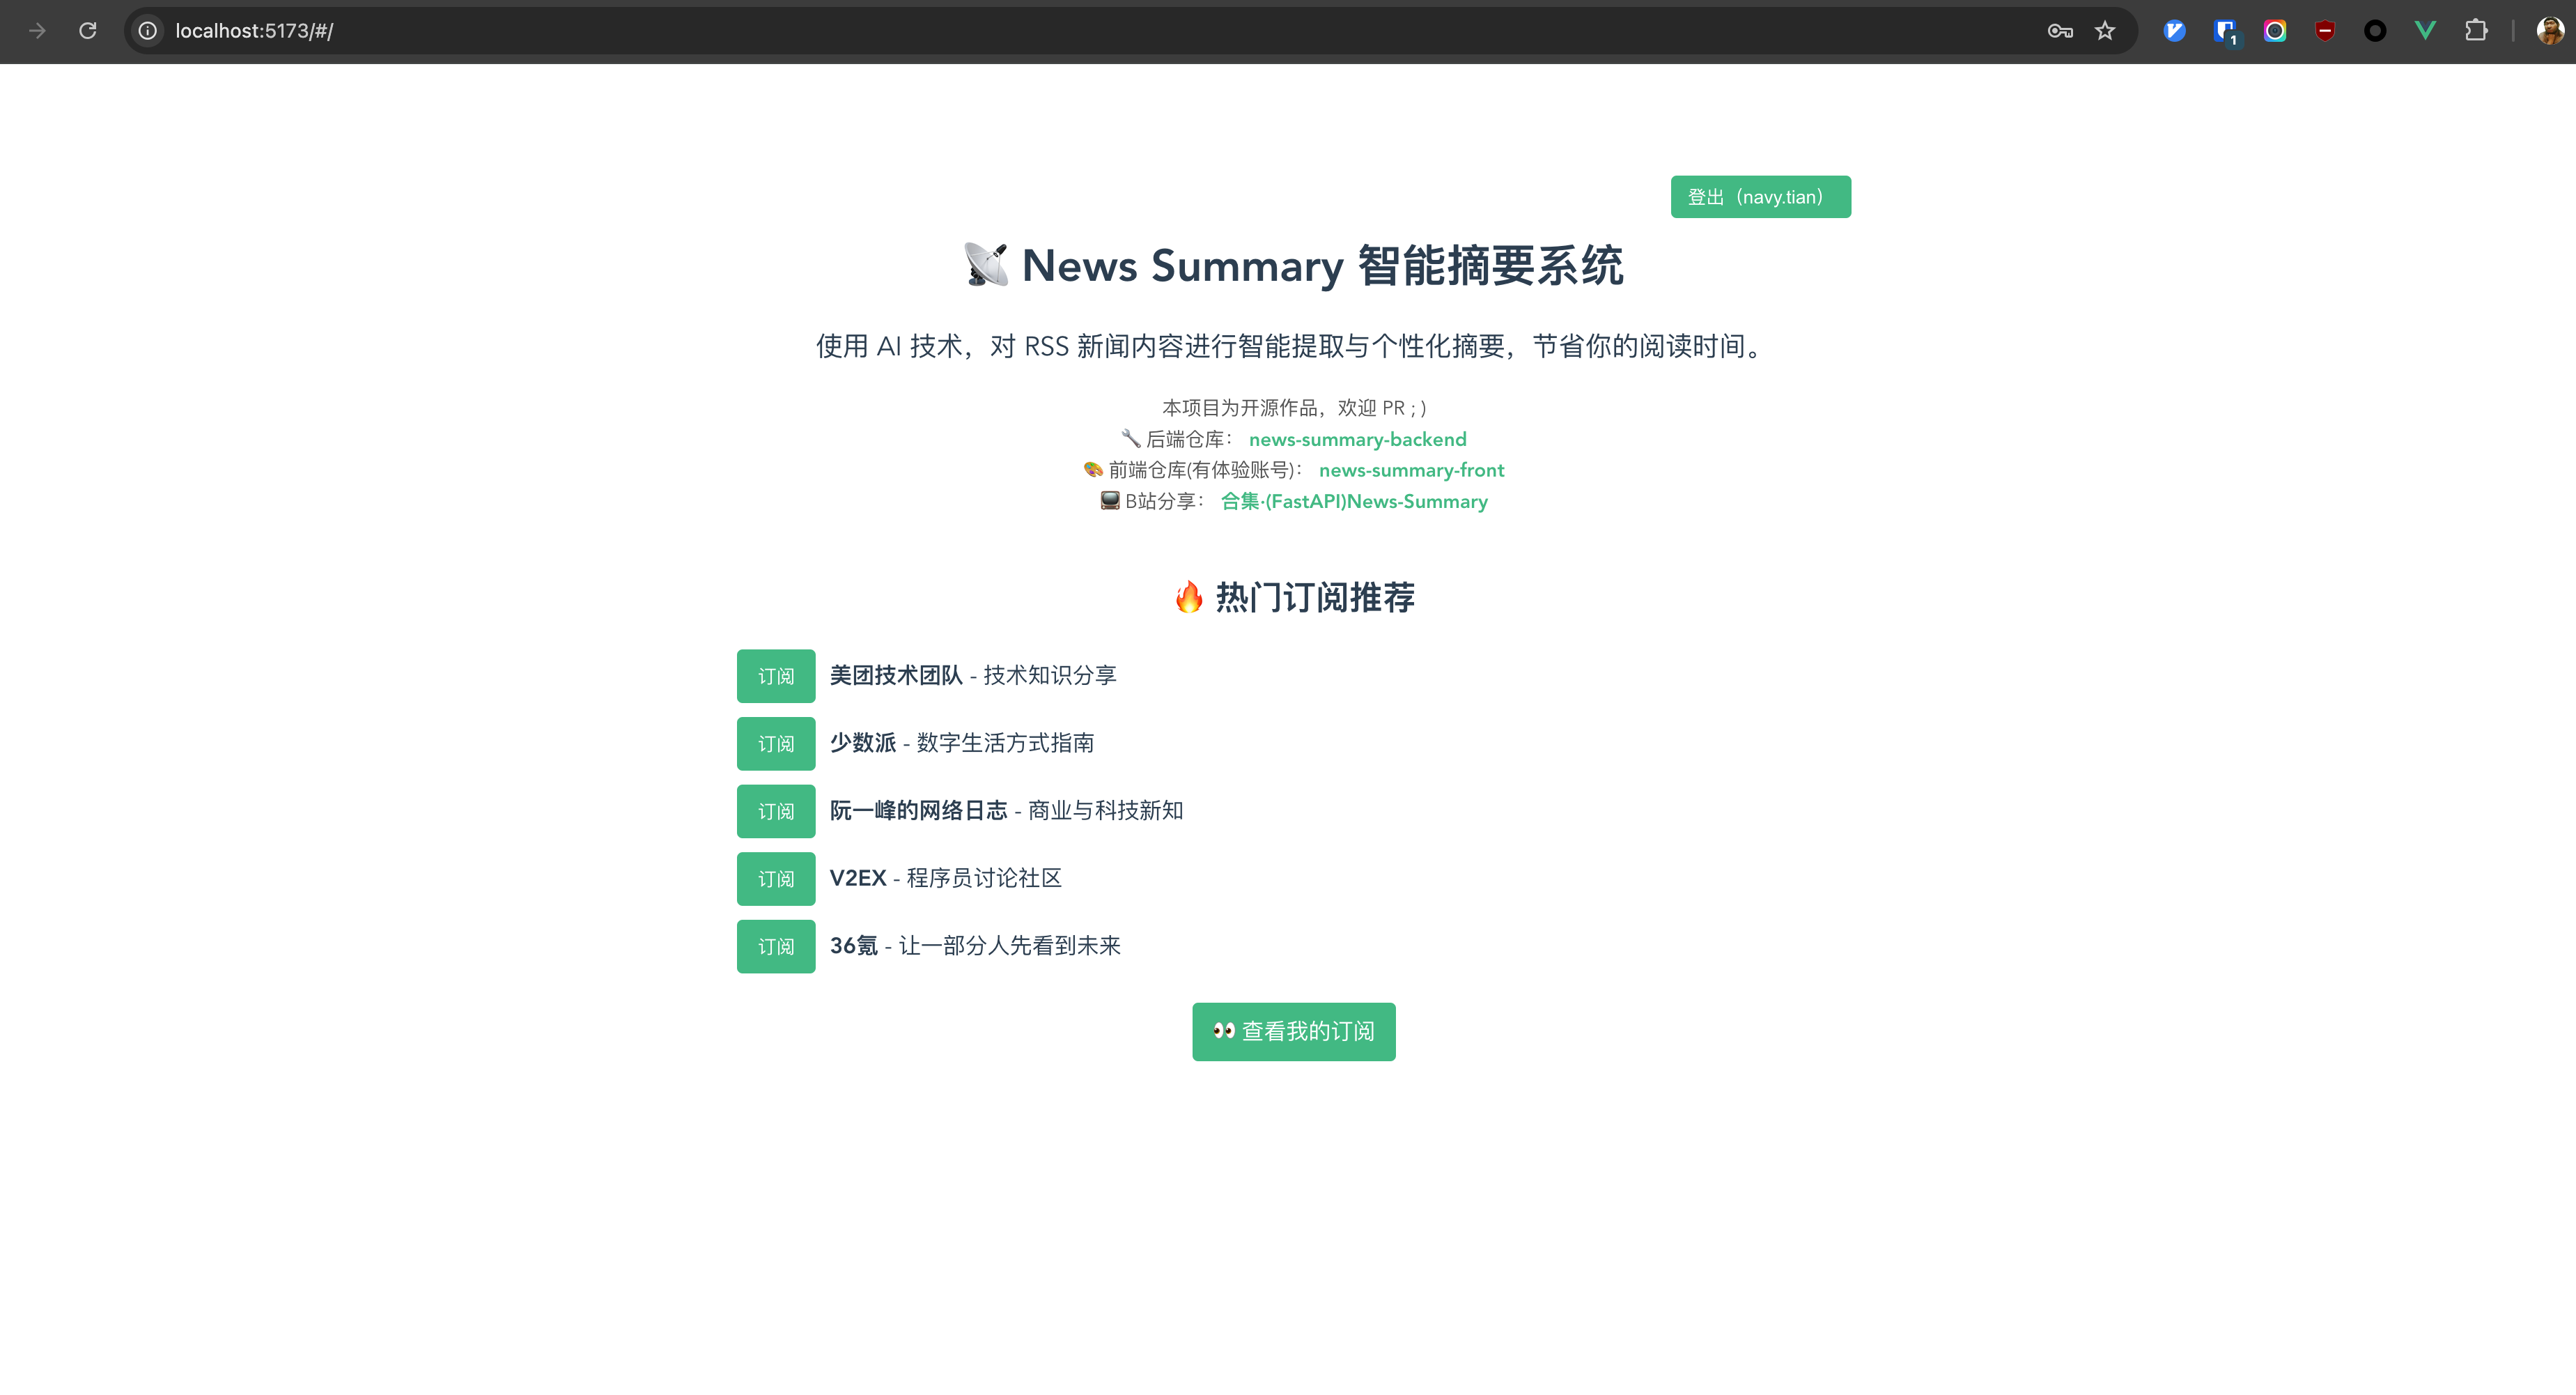 localhost:5173/#/
1
登出（navy.tian）
News Summary 智能摘要系统
使用 AI 技术，对 RSS 新闻内容进行智能提取与个性化摘要，节省你的阅读时间。
本项目为开源作品，欢迎 PR ; )
后端仓库： news-summary-backend
前端仓库(有体验账号)： news-summary-front
B站分享： 合集·(FastAPI)News-Summary
热门订阅推荐
订阅 美团技术团队 - 技术知识分享
订阅 少数派 - 数字生活方式指南
订阅 阮一峰的网络日志 - 商业与科技新知
订阅 V2EX - 程序员讨论社区
订阅 36氪 - 让一部分人先看到未来
查看我的订阅